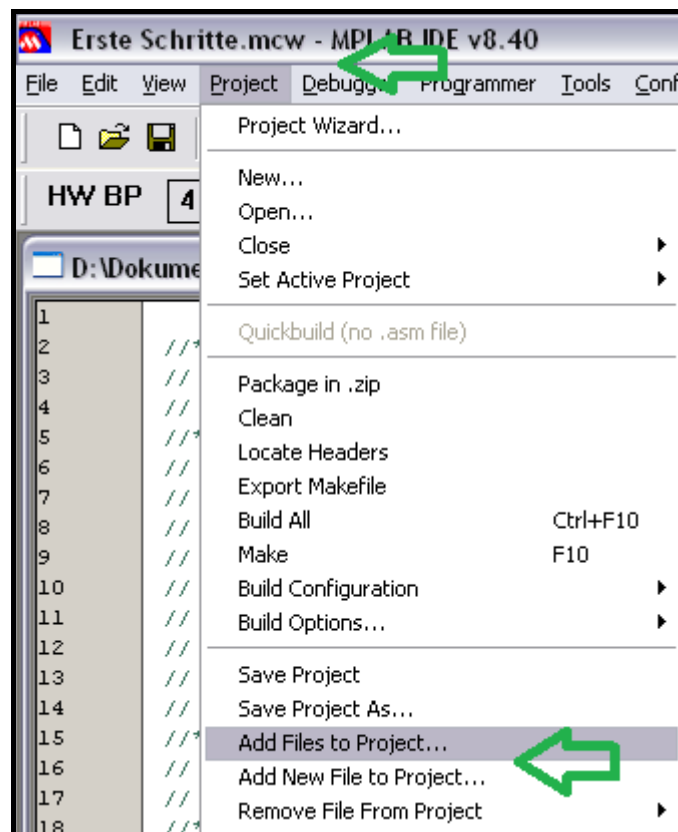 Erste Schritte.mcw - MPLAB IDE v8.40
File Edit View Project Debugger Programmer Tools Conf
HW BP 4
D:\Dokume
Project Wizard...
New...
Open...
Close
Set Active Project
Quickbuild (no .asm file)
Package in .zip
Clean
Locate Headers
Export Makefile
Build All Ctrl+F10
Make F10
Build Configuration
Build Options...
Save Project
Save Project As...
Add Files to Project...
Add New File to Project...
Remove File From Project
1
2 //*
3 //
4 //
5 //*
6 //
7 //
8 //
9 //
10 //
11 //
12 //
13 //
14 //
15 //*
16 //
17 //
18 //*